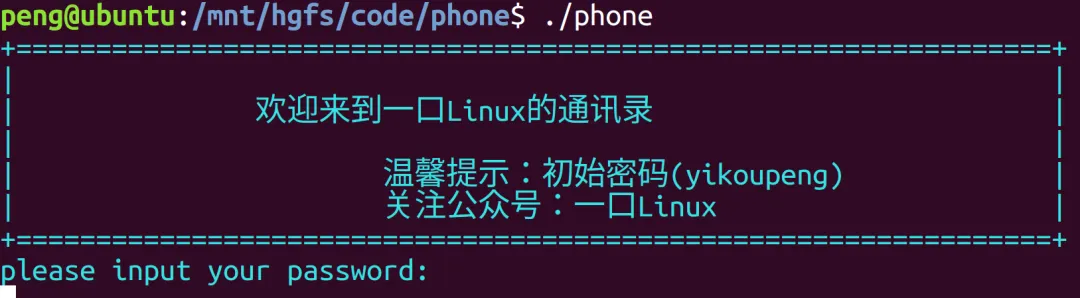 peng@ubuntu:/mnt/hgfs/code/phone$ ./phone
+=================================================================+
|                                                                 |
|               欢迎来到一口Linux的通讯录                         |
|                                                                 |
|                       温馨提示：初始密码(yikoupeng)             |
|                       关注公众号：一口Linux                     |
+=================================================================+
please input your password: